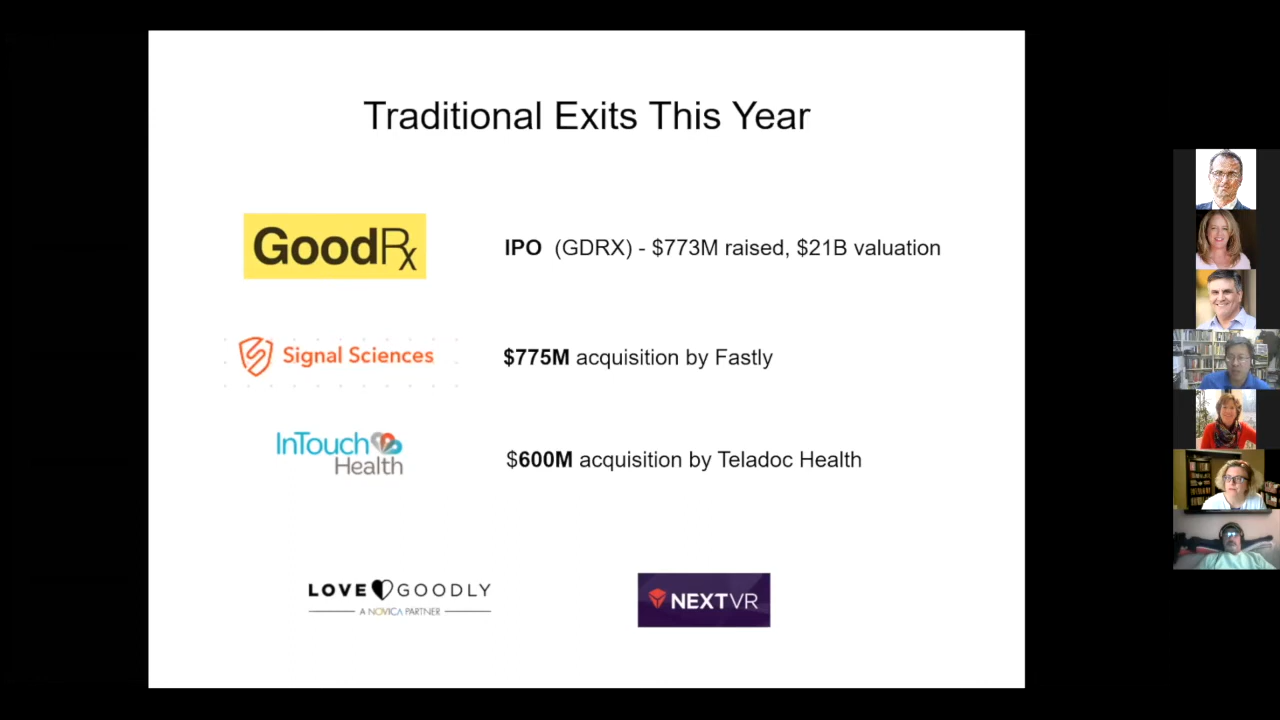 Traditional Exits This Year
GoodRx
IPO (GDRX) - $773M raised, $21B valuation
Signal Sciences
$775M acquisition by Fastly
InTouch
Health
$600M acquisition by Teladoc Health
LOVE GOODLY
A NOVICA PARTNER
NEXTVR